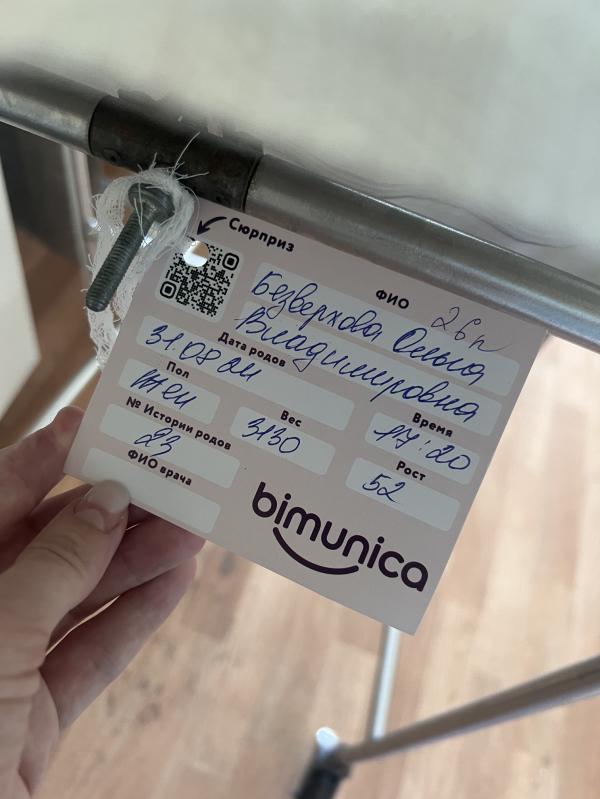 Сюрприз
ФИО
26п
Безверхова Ольга
Владимировна
Дата родов
31.08.24
Время
17:20
Пол
жен
Вес
3130
Рост
52
№ Истории родов
23
ФИО врача
bimunica